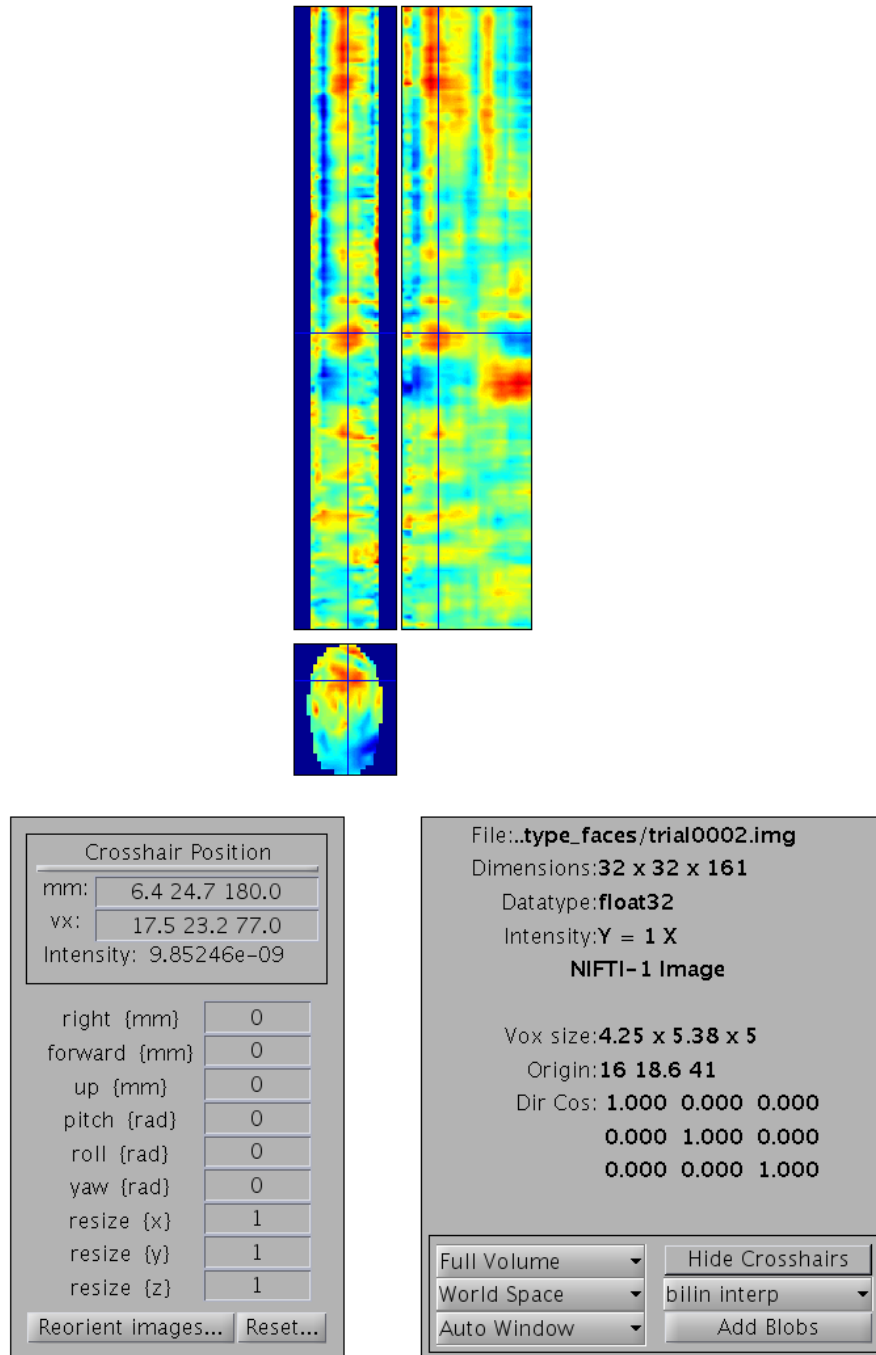 Crosshair Position
mm: 6.4 24.7 180.0
vx: 17.5 23.2 77.0
Intensity: 9.85246e-09
right {mm} 0
forward {mm} 0
up {mm} 0
pitch {rad} 0
roll {rad} 0
yaw {rad} 0
resize {x} 1
resize {y} 1
resize {z} 1
Reorient images... Reset...
File:..type_faces/trial0002.img
Dimensions:32 x 32 x 161
Datatype:float32
Intensity:Y = 1 X
NIFTI-1 Image
Vox size:4.25 x 5.38 x 5
Origin:16 18.6 41
Dir Cos: 1.000 0.000 0.000
0.000 1.000 0.000
0.000 0.000 1.000
Full Volume Hide Crosshairs
World Space bilin interp
Auto Window Add Blobs